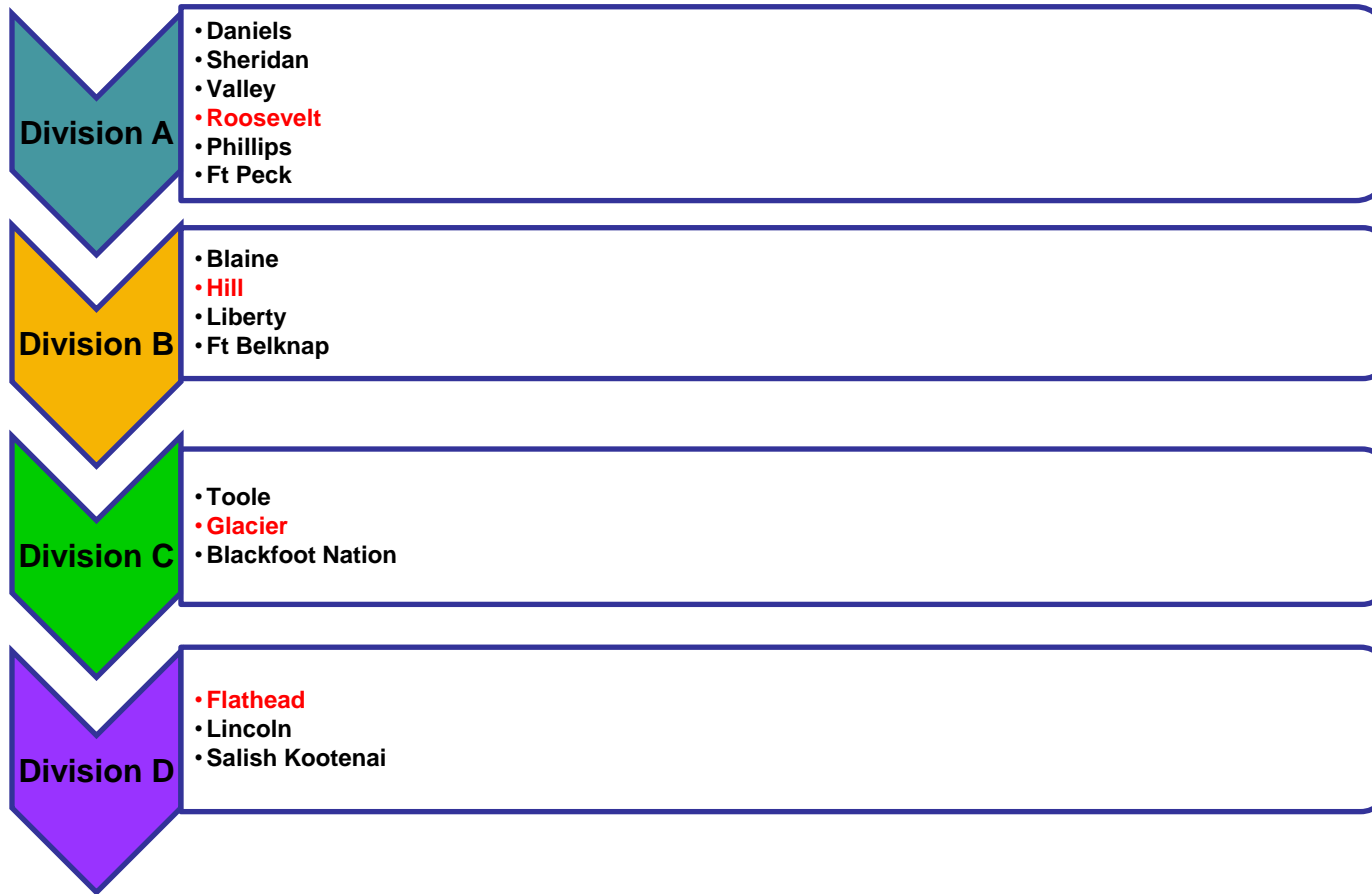 Division A
• Daniels
• Sheridan
• Valley
• Roosevelt
• Phillips
• Ft Peck
Division B
• Blaine
• Hill
• Liberty
• Ft Belknap
Division C
• Toole
• Glacier
• Blackfoot Nation
Division D
• Flathead
• Lincoln
• Salish Kootenai